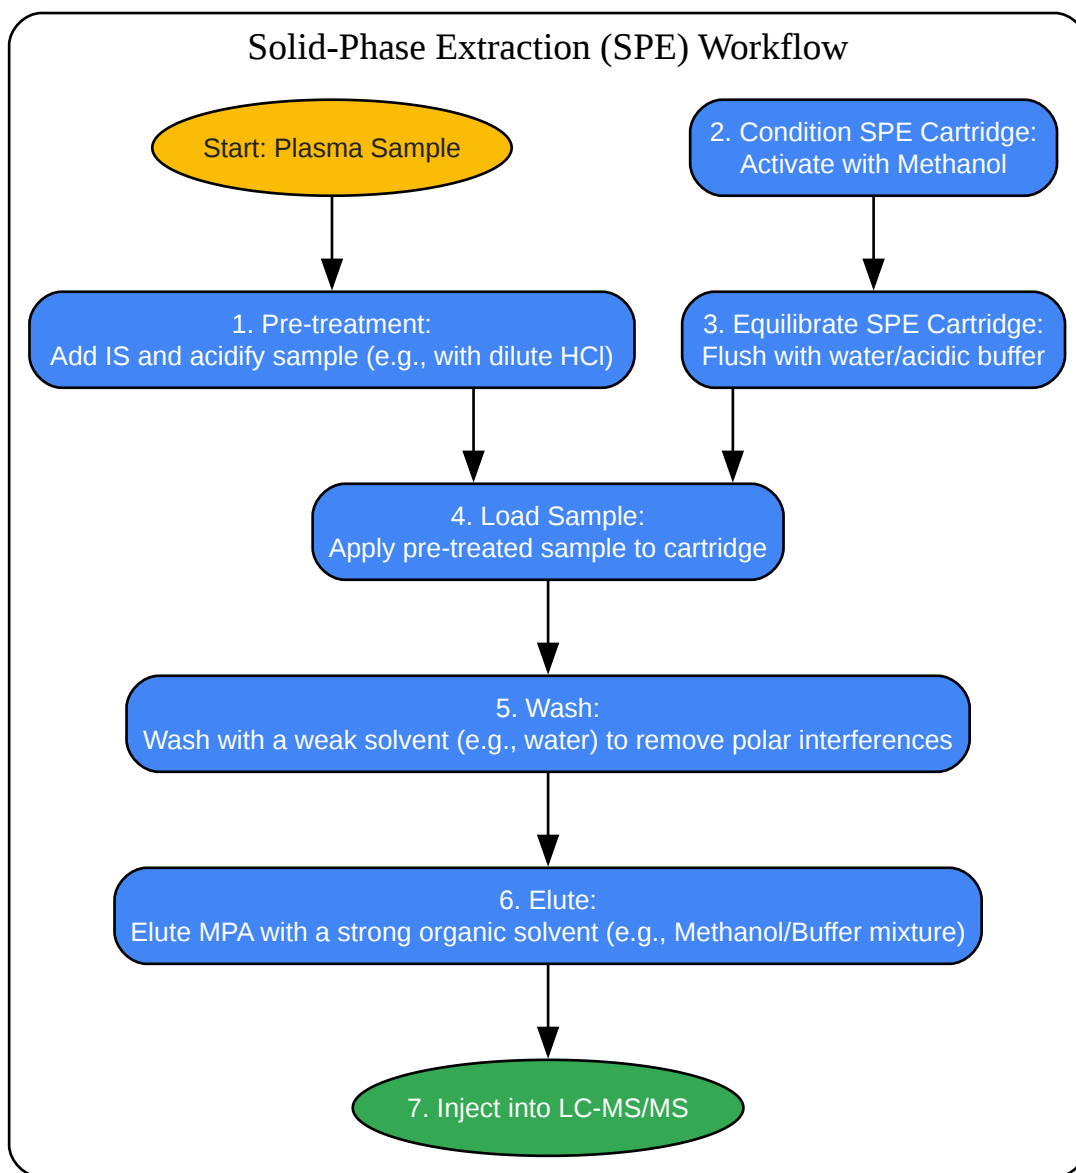 Solid-Phase Extraction (SPE) Workflow
Start: Plasma Sample
2. Condition SPE Cartridge:
Activate with Methanol
1. Pre-treatment:
Add IS and acidify sample (e.g., with dilute HCl)
3. Equilibrate SPE Cartridge:
Flush with water/acidic buffer
4. Load Sample:
Apply pre-treated sample to cartridge
5. Wash:
Wash with a weak solvent (e.g., water) to remove polar interferences
6. Elute:
Elute MPA with a strong organic solvent (e.g., Methanol/Buffer mixture)
7. Inject into LC-MS/MS